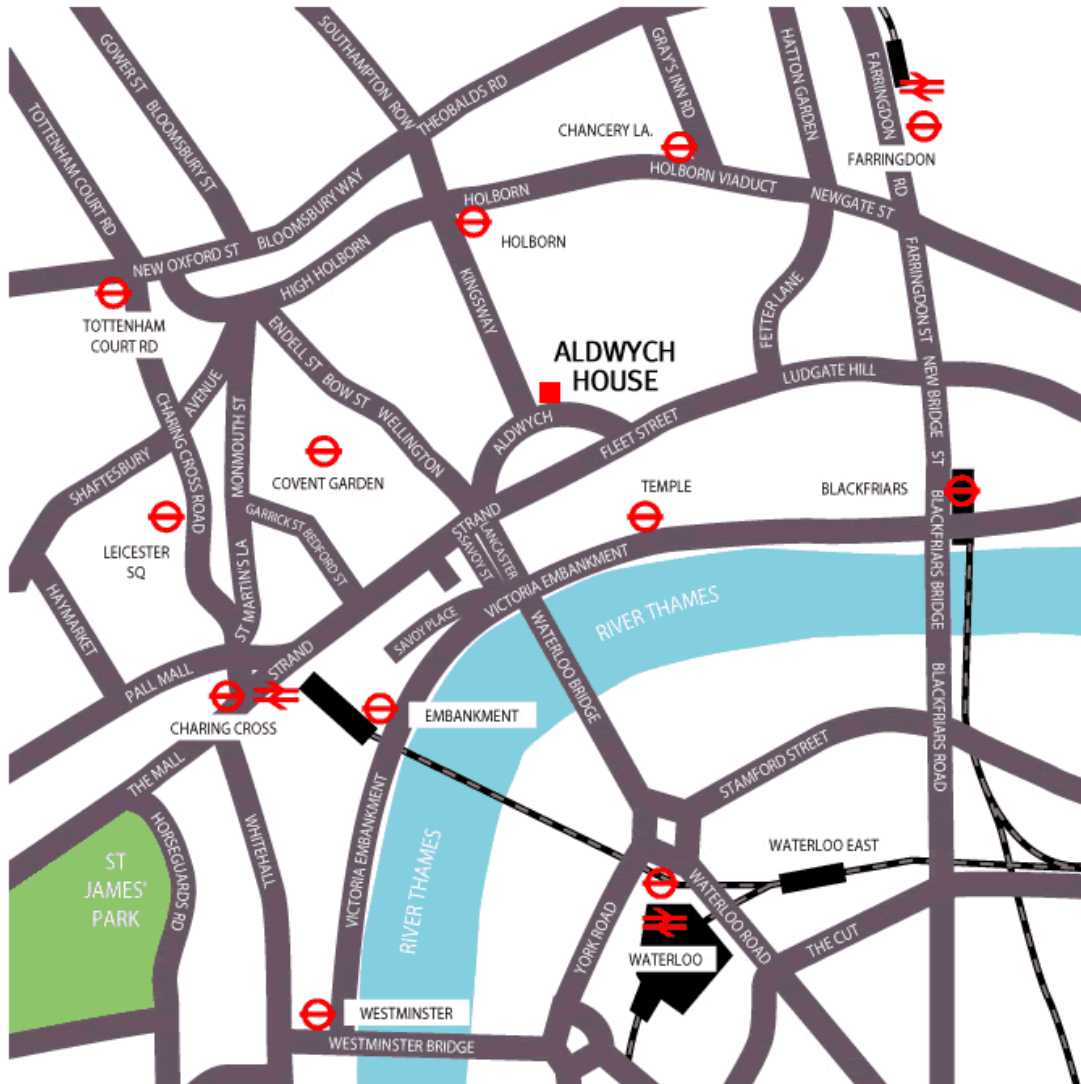 GOWER ST
BLOOMSBURY ST
SOUTHAMPTON ROW
THEOBALDS RD
GRAY'S INN RD
HATTON GARDEN
FARRINGDON
RD
TOTTENHAM COURT RD
CHANCERY LA.
FARRINGDON
HOLBORN VIADUCT
NEWGATE ST
BLOOMSBURY WAY
HOLBORN
HOLBORN
NEW OXFORD ST
HIGH HOLBORN
KINGSWAY
FARRINGDON ST
FETTER LANE
TOTTENHAM
COURT RD
ENDELL ST
BOW ST
WELLINGTON
ALDWYCH
HOUSE
LUDGATE HILL
NEW BRIDGE ST
AVENUE
SHAFTESBURY
CHARING CROSS ROAD
MONMOUTH ST
ALDWYCH
FLEET STREET
COVENT GARDEN
TEMPLE
BLACKFRIARS
GARRICK ST
BEDFORD ST
STRAND
LANCASTER
SAVOY ST
LEICESTER
SQ
HAYMARKET
ST MARTIN'S LA
VICTORIA EMBANKMENT
BLACKFRIARS BRIDGE
SAVOY PLACE
RIVER THAMES
WATERLOO BRIDGE
STRAND
PALL MALL
CHARING CROSS
EMBANKMENT
BLACKFRIARS ROAD
THE MALL
STAMFORD STREET
HORSEGUARDS RD
WHITEHALL
VICTORIA EMBANKMENT
RIVER THAMES
WATERLOO EAST
ST
JAMES'
PARK
YORK ROAD
WATERLOO ROAD
WATERLOO
THE CUT
WESTMINSTER
WESTMINSTER BRIDGE